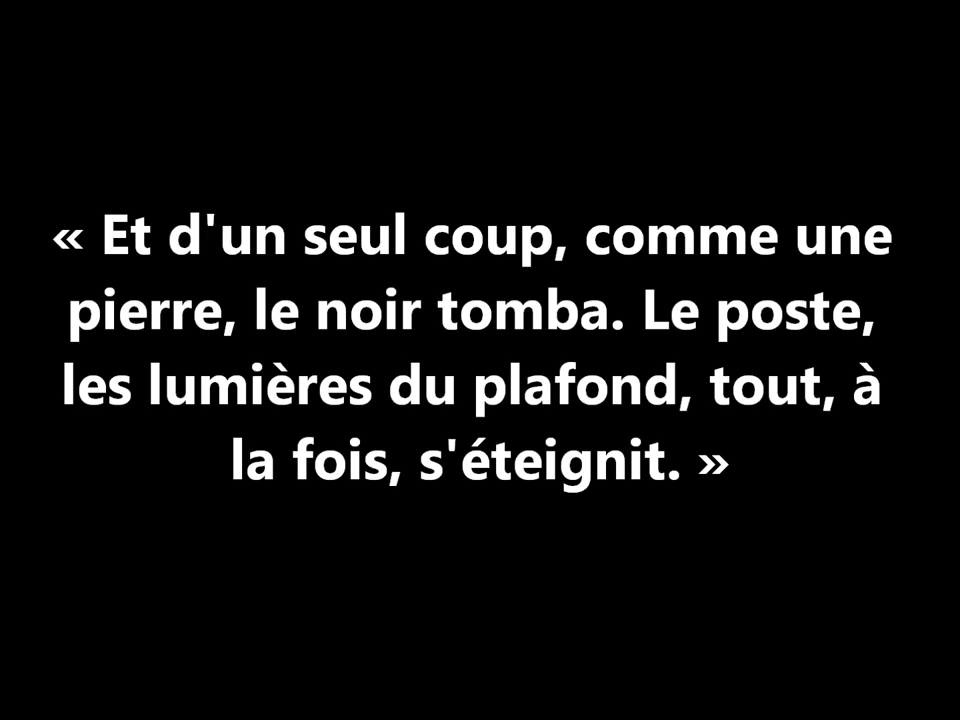 « Et d'un seul coup, comme une
pierre, le noir tomba. Le poste,
les lumières du plafond, tout, à
la fois, s'éteignit. »